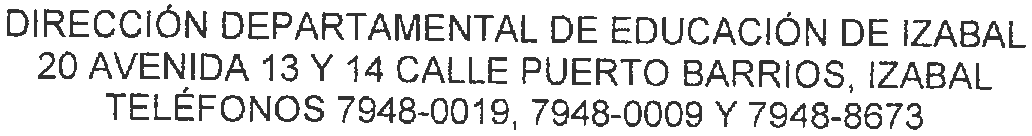 DIRECCIÓN DEPARTAMENTAL DE EDUCACIÓN DE IZABAL
20 AVENIDA 13 Y 14 CALLE PUERTO BARRIOS, IZABAL
TELÉFONOS 7948-0019, 7948-0009 Y 7948-8673